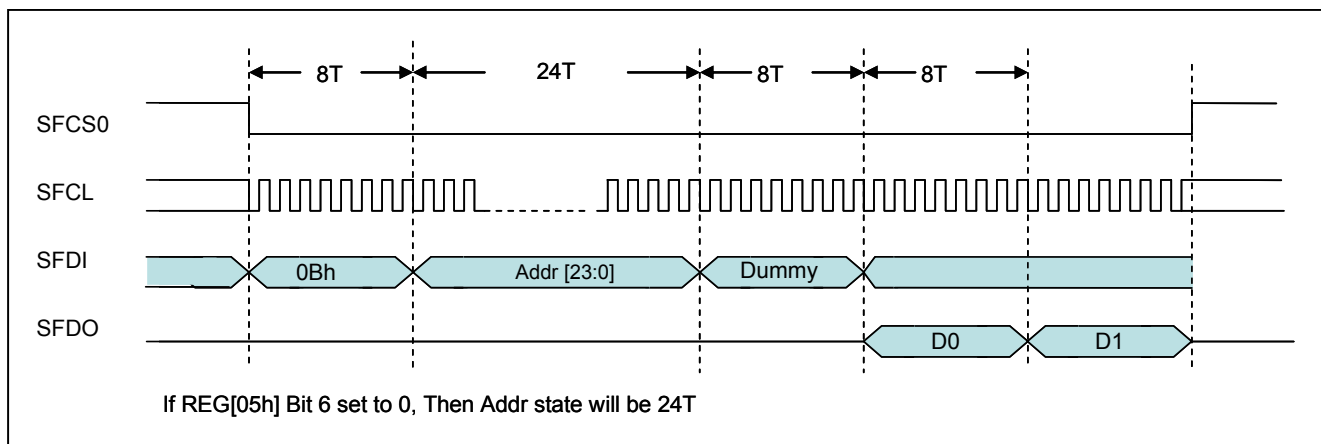 8T 24T 8T 8T
SFCS0
SFCL
SFDI 0Bh Addr [23:0] Dummy
SFDO D0 D1
If REG[05h] Bit 6 set to 0, Then Addr state will be 24T